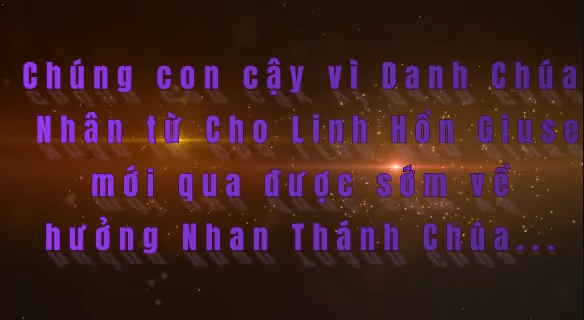 Chúng con cậy vì Danh Chúa
Nhân từ Cho Linh Hồn Giuse
mới qua được sớm về
hưởng Nhan Thánh Chúa...